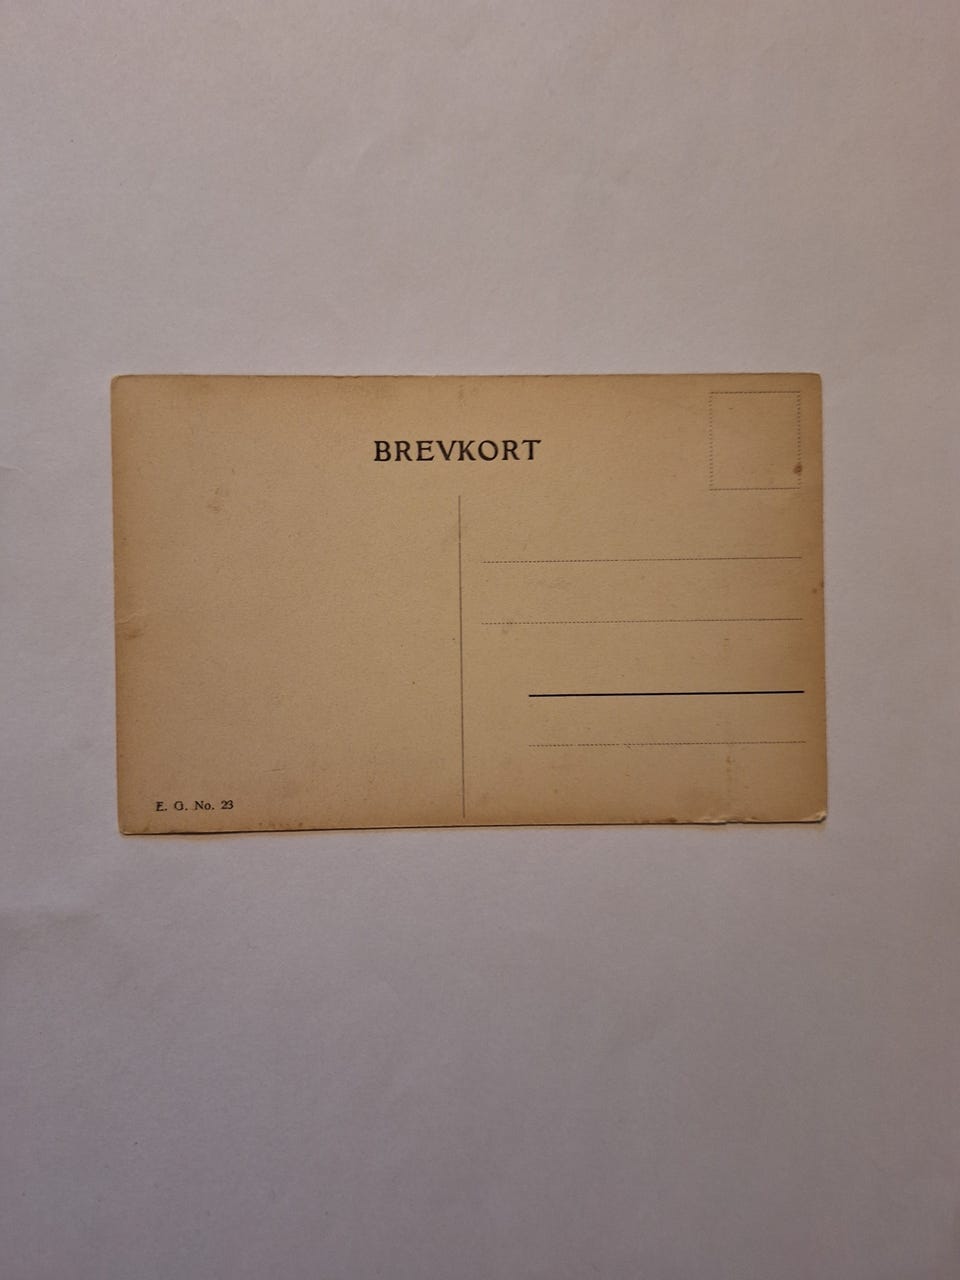 BREVKORT
E. G. No. 23